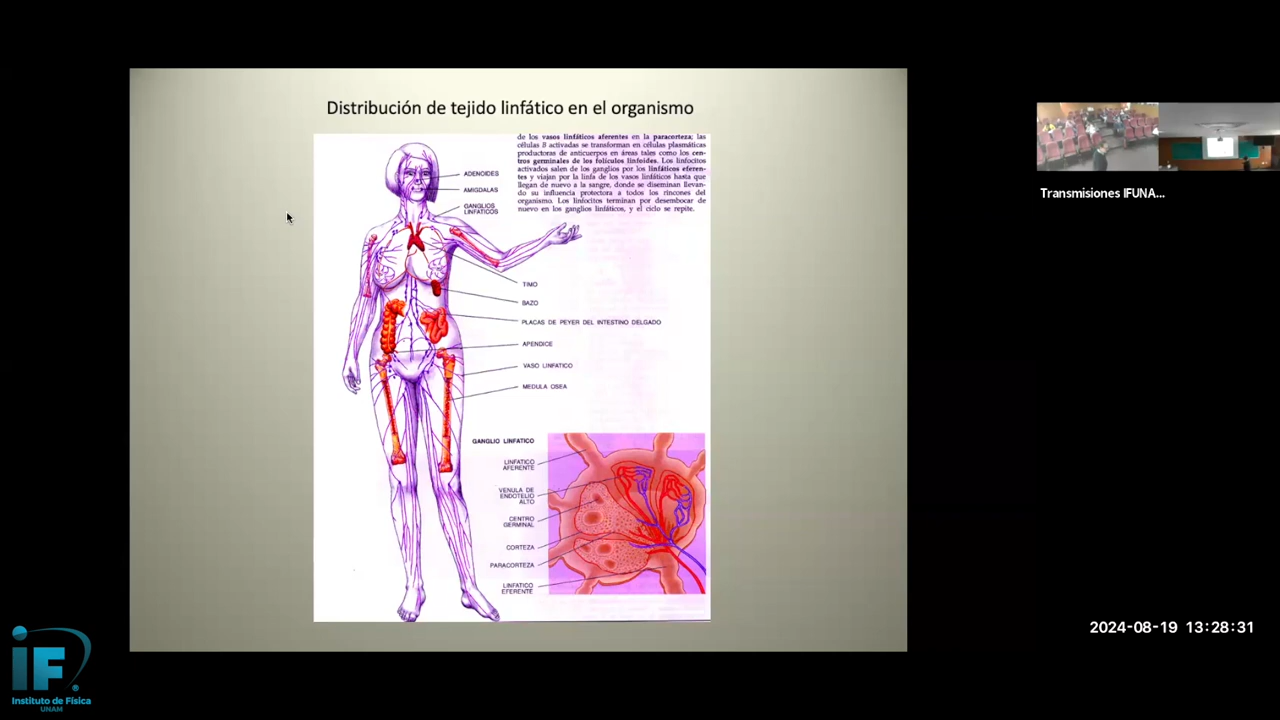 Distribución de tejido linfático en el organismo
de los vasos linfáticos aferentes en la paracorteza; las
células B activadas se transforman en células plasmáticas
productoras de anticuerpos en áreas tales como los cen-
tros germinales de los folículos linfoides. Los linfocitos
activados salen de los ganglios por los linfáticos eferen-
tes y viajan por la linfa de los vasos linfáticos hasta que
llegan de nuevo a la sangre, donde se diseminan llevan-
do su influencia protectora a todos los rincones del
organismo. Los linfocitos terminan por desembocar de
nuevo en los ganglios linfáticos, y el ciclo se repite.
ADENOIDES
AMIGDALAS
GANGLIOS
LINFATICOS
TIMO
BAZO
PLACAS DE PEYER DEL INTESTINO DELGADO
APENDICE
VASO LINFATICO
MEDULA OSEA
GANGLIO LINFATICO
LINFATICO
AFERENTE
VENULA DE
ENDOTELIO
ALTO
CENTRO
GERMINAL
CORTEZA
PARACORTEZA
LINFATICO
EFERENTE
Transmisiones IFUNA...
2024-08-19 13:28:31
iF
Instituto de Física
UNAM